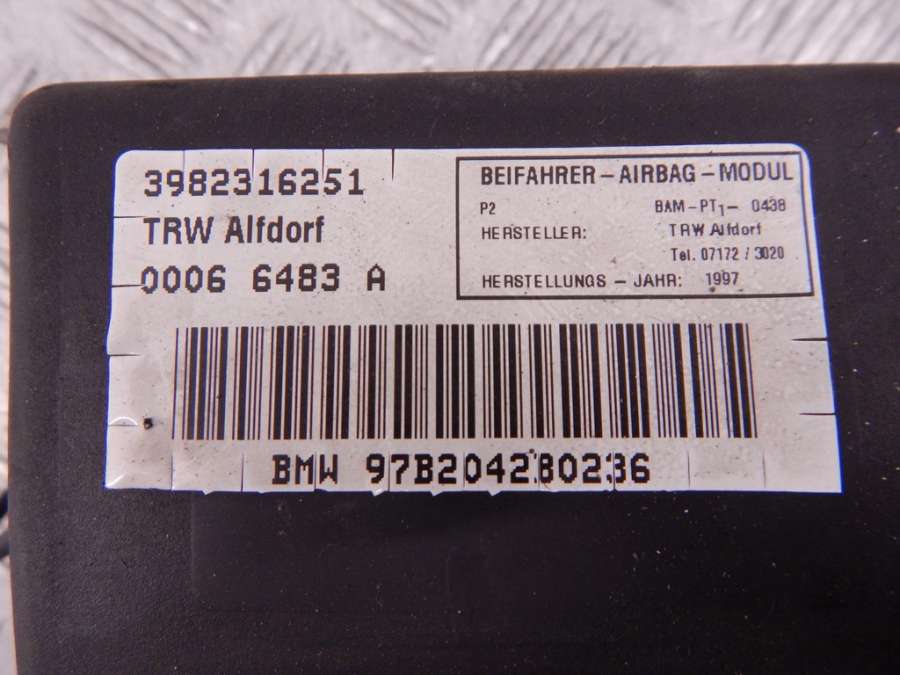 3982316251
TRW Alfdorf
0006 6483 A
BEIFAHRER – AIRBAG – MODUL
P2 BAM–PT1– 0438
HERSTELLER: TRW Alfdorf
Tel. 07172 / 3020
HERSTELLUNGS – JAHR: 1997
BMW 97B204280236